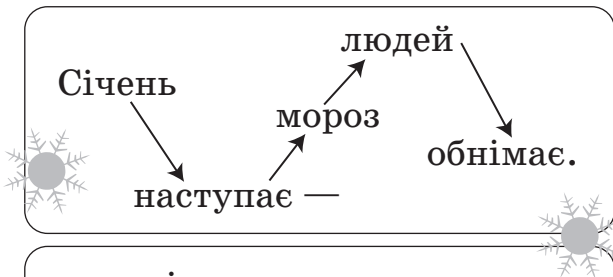 Січень
наступає —
мороз
людей
обнімає.